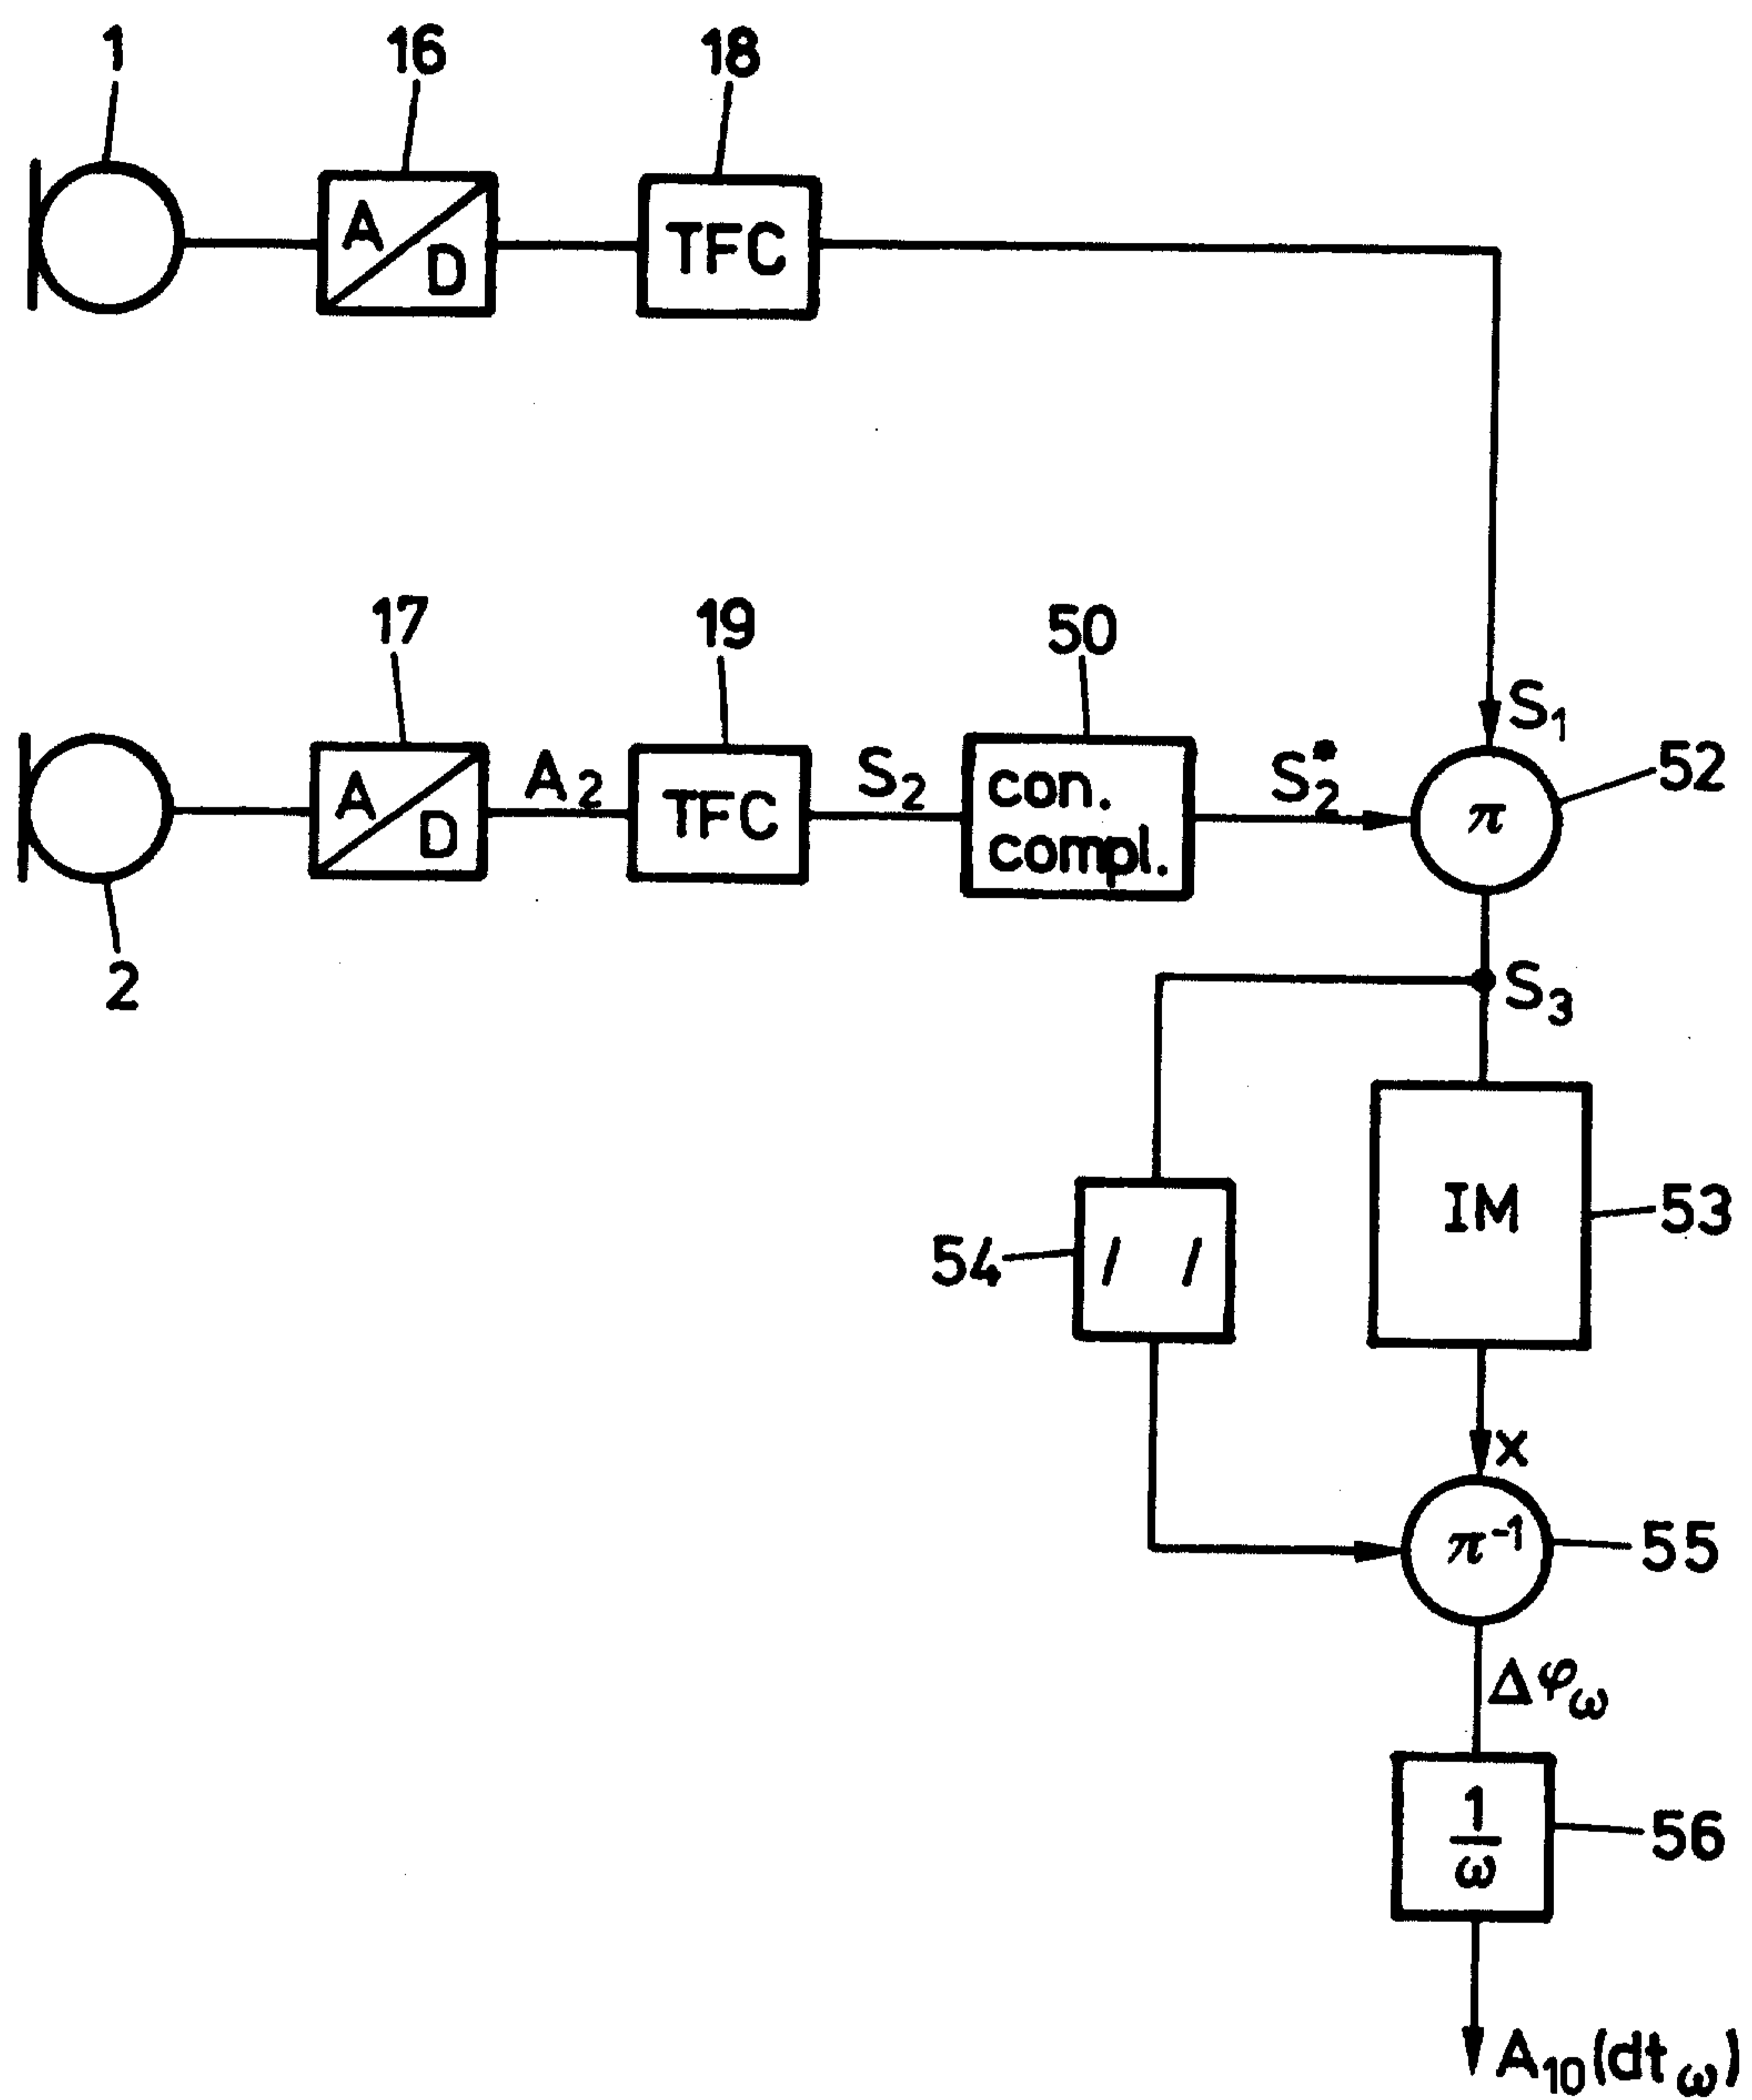 1
16
18
A
D
TFC
17
19
50
S1
A
D
A2
TFC
S2
con.
compl.
S2*
π
52
2
S3
54
/ /
IM
53
x
π-1
55
Δφω
1
ω
56
A10(dtω)